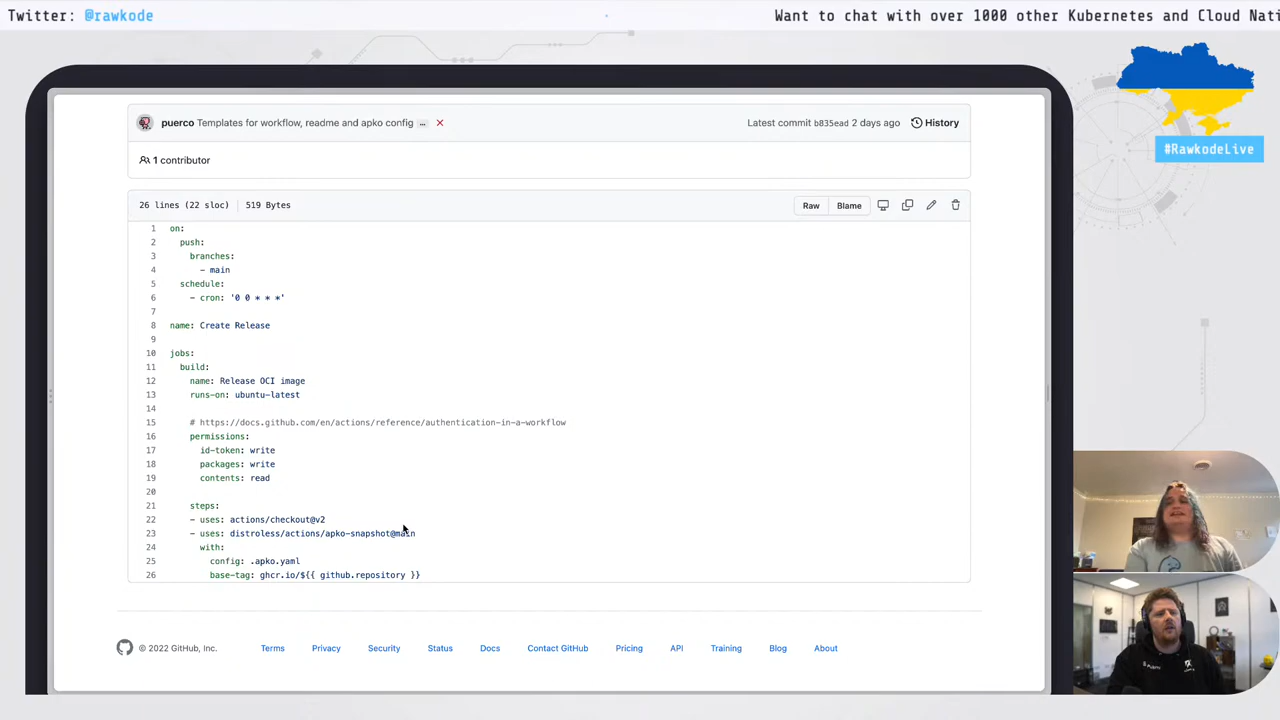 Twitter: @rawkode
Want to chat with over 1000 other Kubernetes and Cloud Nati
#RawkodeLive
puerco Templates for workflow, readme and apko config ...
Latest commit b835ead 2 days ago History
1 contributor
26 lines (22 sloc) 519 Bytes
Raw Blame
1 on:
2 push:
3 branches:
4 - main
5 schedule:
6 - cron: '0 0 * * *'
7
8 name: Create Release
9
10 jobs:
11 build:
12 name: Release OCI image
13 runs-on: ubuntu-latest
14
15 # https://docs.github.com/en/actions/reference/authentication-in-a-workflow
16 permissions:
17 id-token: write
18 packages: write
19 contents: read
20
21 steps:
22 - uses: actions/checkout@v2
23 - uses: distroless/actions/apko-snapshot@main
24 with:
25 config: .apko.yaml
26 base-tag: ghcr.io/${{ github.repository }}
© 2022 GitHub, Inc. Terms Privacy Security Status Docs Contact GitHub Pricing API Training Blog About